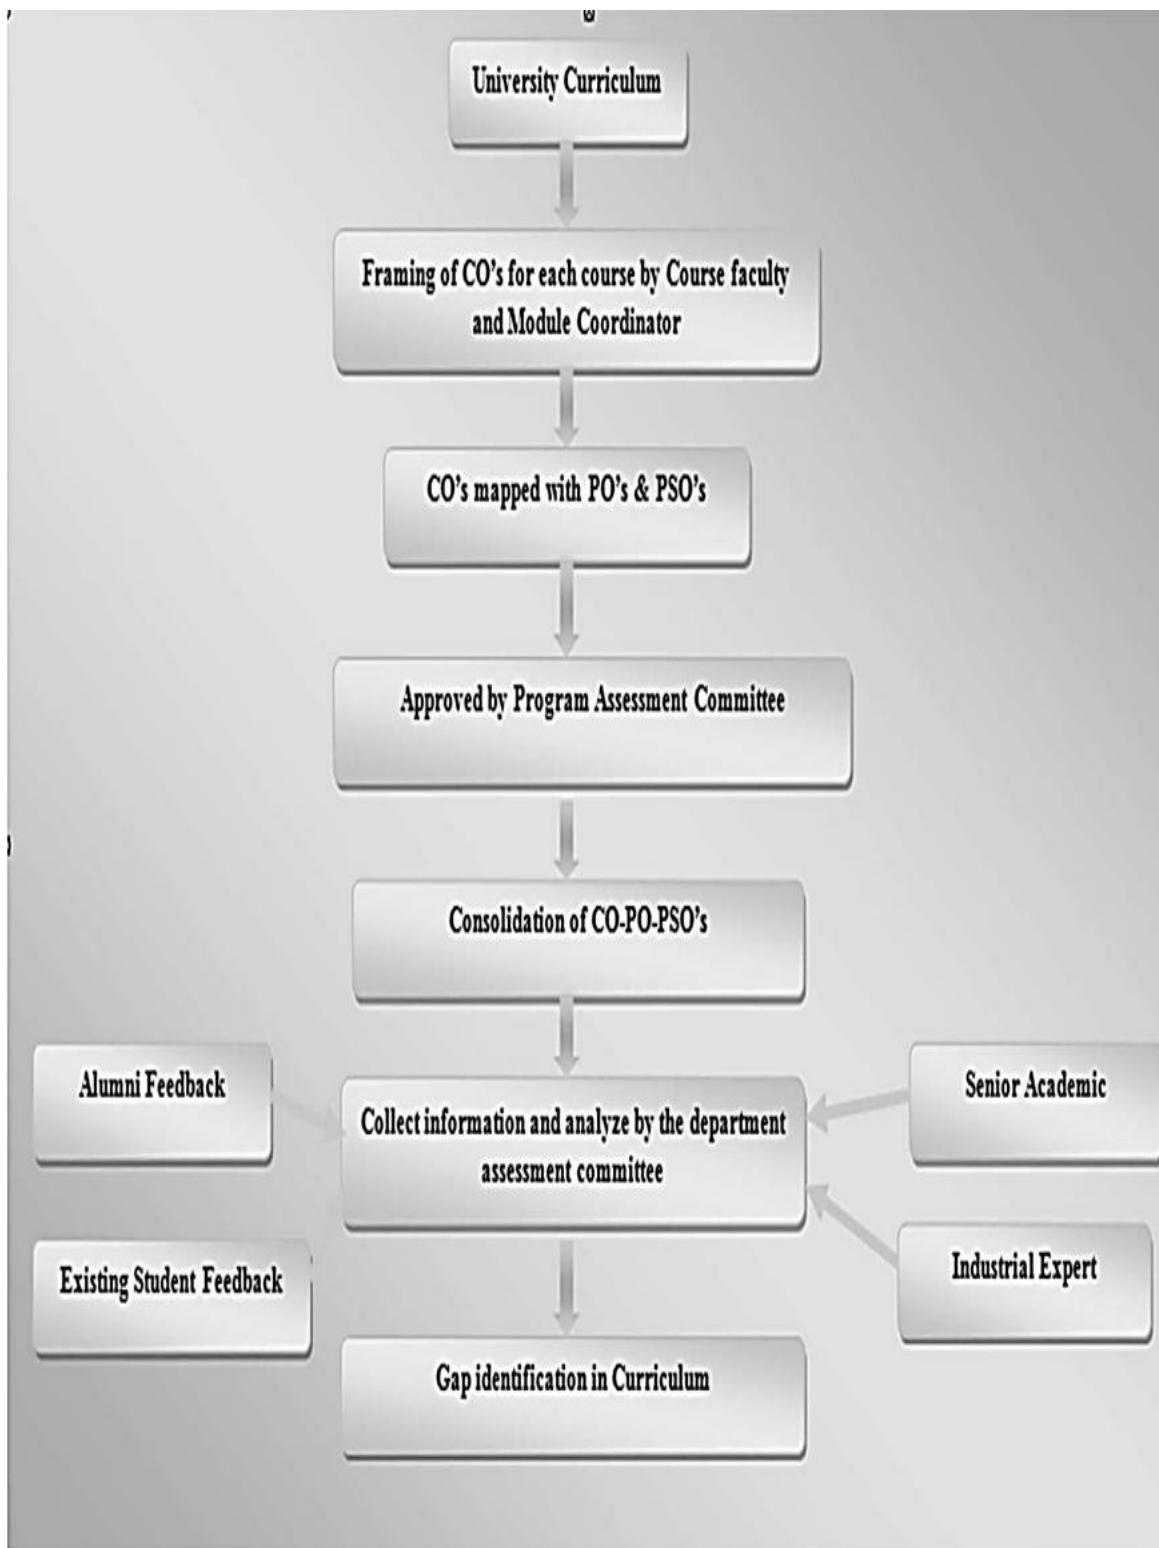 University Curriculum
Framing of CO’s for each course by Course faculty
and Module Coordinator
CO’s mapped with PO’s & PSO’s
Approved by Program Assessment Committee
Consolidation of CO-PO-PSO’s
Alumni Feedback
Senior Academic
Collect information and analyze by the department
assessment committee
Existing Student Feedback
Industrial Expert
Gap identification in Curriculum